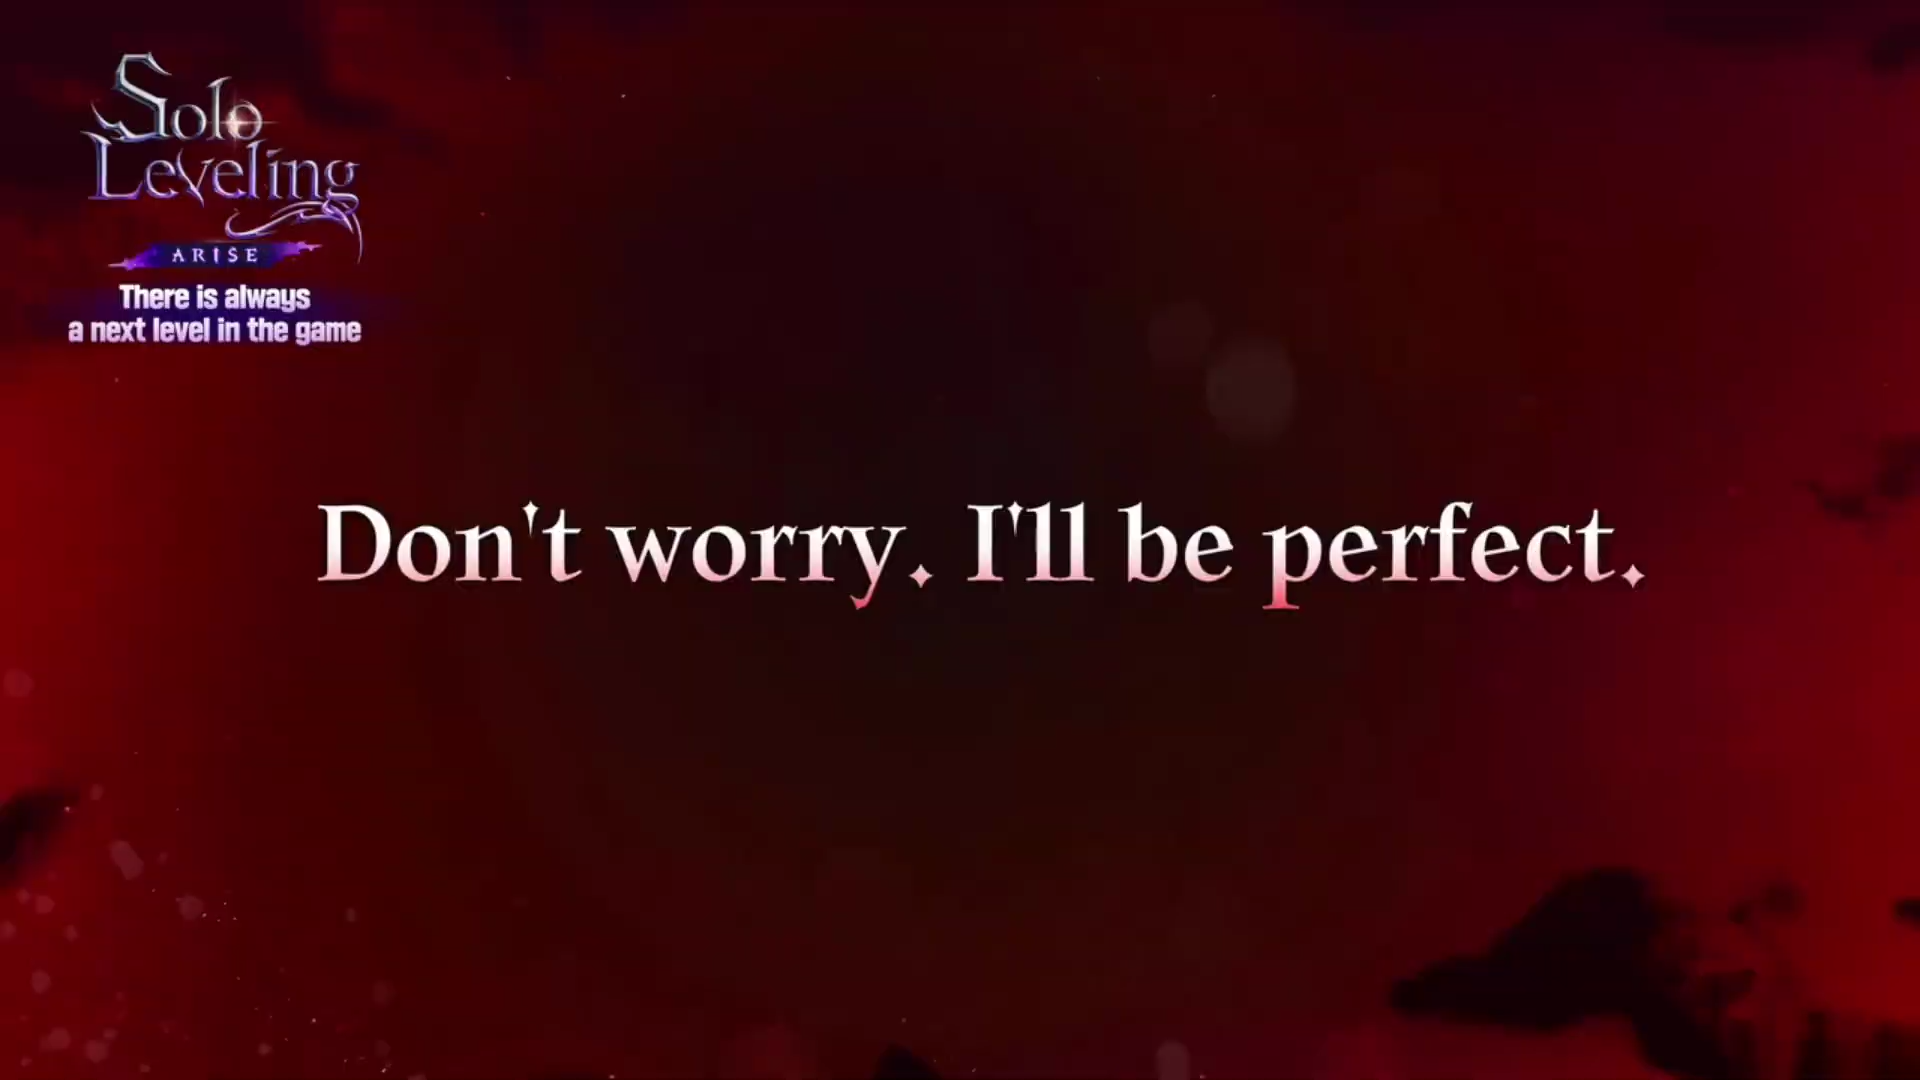 Solo
Leveling
ARISE
There is always
a next level in the game
Don't worry. I'll be perfect.